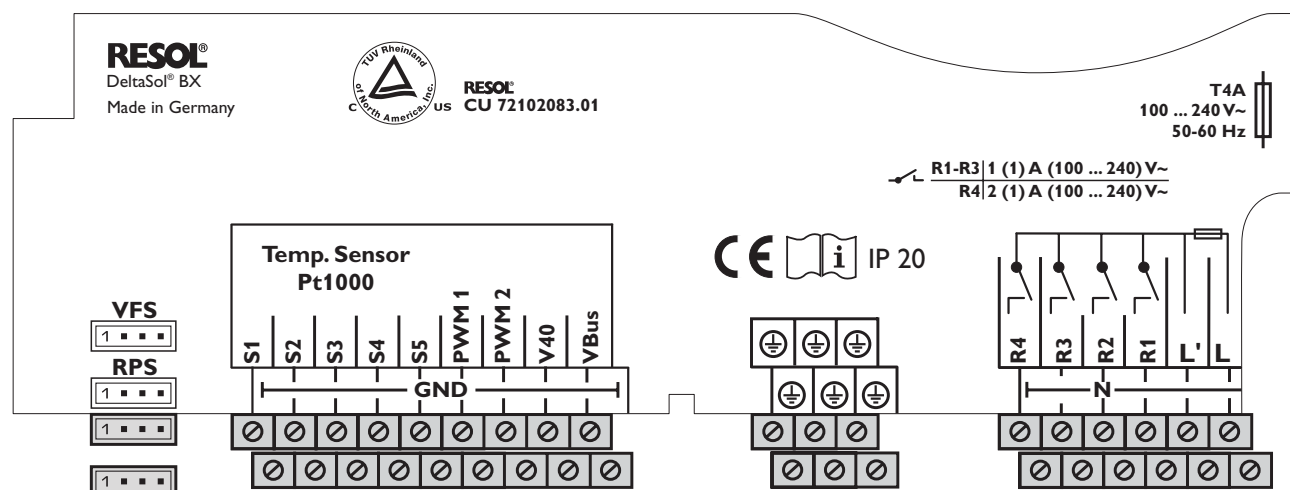 RESOL®
DeltaSol® BX
Made in Germany
TUV Rheinland
of North America, Inc.
C US
RESOL®
CU 72102083.01
T4A
100 ... 240 V~
50-60 Hz
R1-R3 1 (1) A (100 ... 240) V~
R4 2 (1) A (100 ... 240) V~
Temp. Sensor
Pt1000
CE i IP 20
VFS
1
RPS
1
S1 S2 S3 S4 S5 PWM 1 PWM 2 V40 VBus
R4 R3 R2 R1 L' L
GND
N
1
1